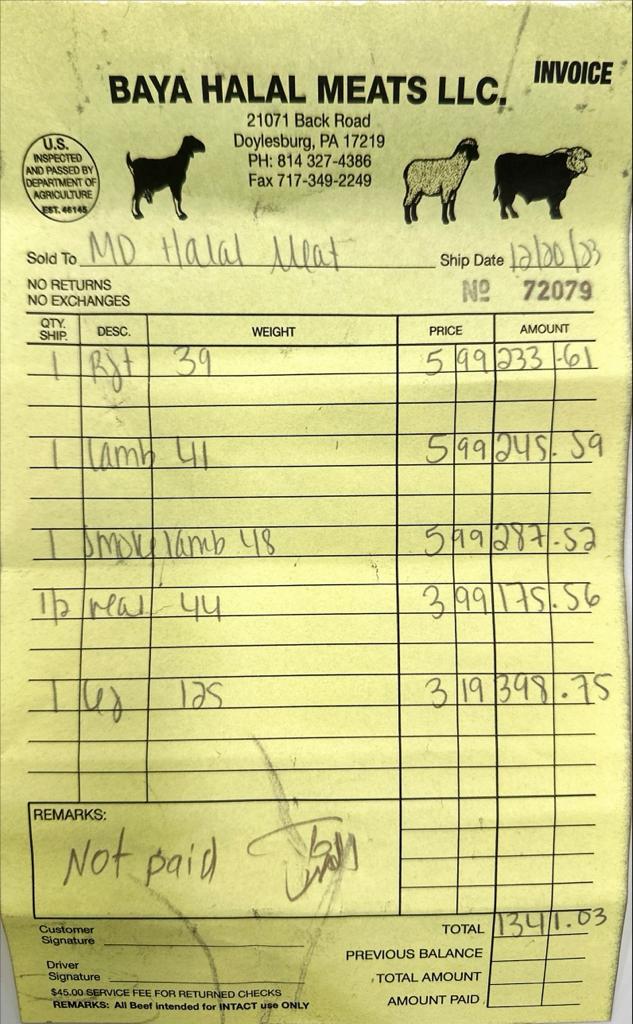 INVOICE
BAYA HALAL MEATS LLC.
21071 Back Road
Doylesburg, PA 17219
PH: 814 327-4386
Fax 717-349-2249
U.S.
INSPECTED
AND PASSED BY
DEPARTMENT OF
AGRICULTURE
EST. 46145
Sold To MD Halal Meat Ship Date 12/20/23
NO RETURNS
NO EXCHANGES
No 72079
QTY. SHIP. DESC. WEIGHT PRICE AMOUNT
1 39 5 99 233.61
1 lamb 41 5 99 245.59
1 smoke lamb 48 5 99 287.52
1/2 veal 44 3 99 175.56
1 leg 125 3 19 398.75
REMARKS:
Not paid
Customer
Signature
TOTAL 1341.03
PREVIOUS BALANCE
Driver
Signature
TOTAL AMOUNT
$45.00 SERVICE FEE FOR RETURNED CHECKS
AMOUNT PAID
REMARKS: All Beef intended for INTACT use ONLY